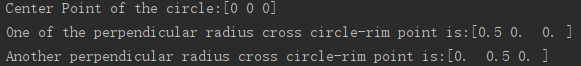 Center Point of the circle:[0 0 0]
One of the perpendicular radius cross circle-rim point is:[0.5 0.  0. ]
Another perpendicular radius cross circle-rim point is:[0.  0.5 0. ]